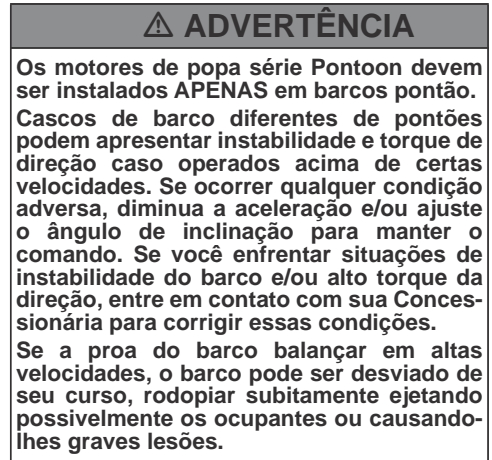 ⚠ ADVERTÊNCIA
Os motores de popa série Pontoon devem
ser instalados APENAS em barcos pontão.
Cascos de barco diferentes de pontões
podem apresentar instabilidade e torque de
direção caso operados acima de certas
velocidades. Se ocorrer qualquer condição
adversa, diminua a aceleração e/ou ajuste
o ângulo de inclinação para manter o
comando. Se você enfrentar situações de
instabilidade do barco e/ou alto torque da
direção, entre em contato com sua Conces-
sionária para corrigir essas condições.
Se a proa do barco balançar em altas
velocidades, o barco pode ser desviado de
seu curso, rodopiar subitamente ejetando
possivelmente os ocupantes ou causando-
lhes graves lesões.